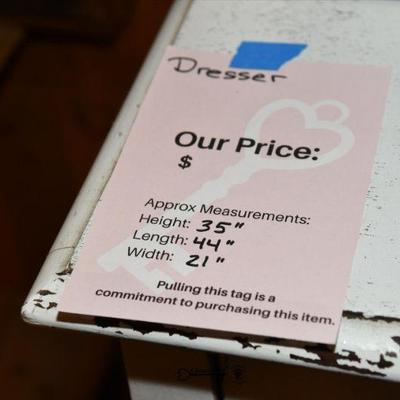 Dresser
Our Price:
$
Approx Measurements:
Height: 35"
Length: 44"
Width: 21"
Pulling this tag is a
commitment to purchasing this item.